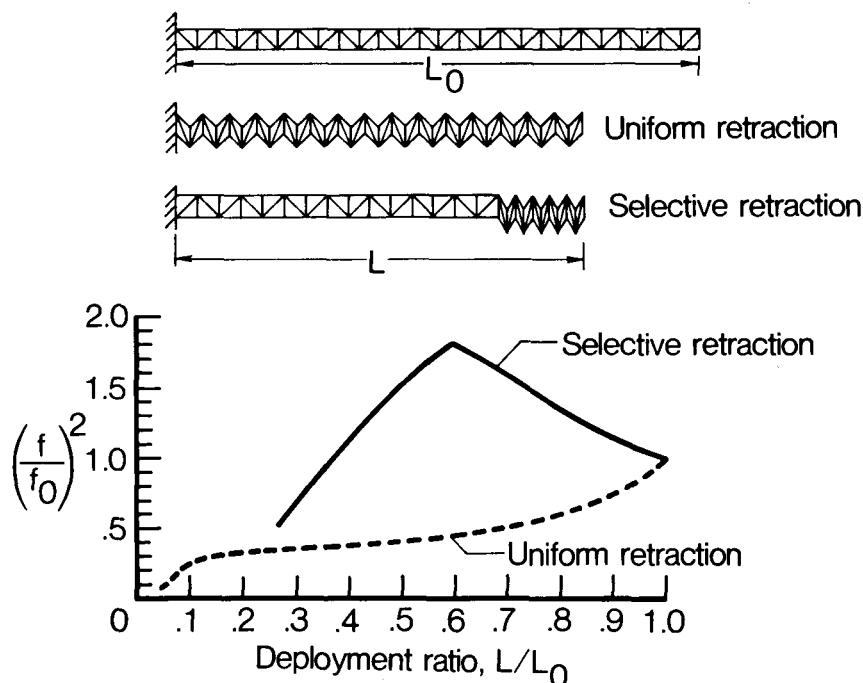 L0
Uniform retraction
Selective retraction
L
2.0
1.5
1.0
.5
0
(f/f0)2
Selective retraction
Uniform retraction
.1 .2 .3 .4 .5 .6 .7 .8 .9 1.0
Deployment ratio, L/L0